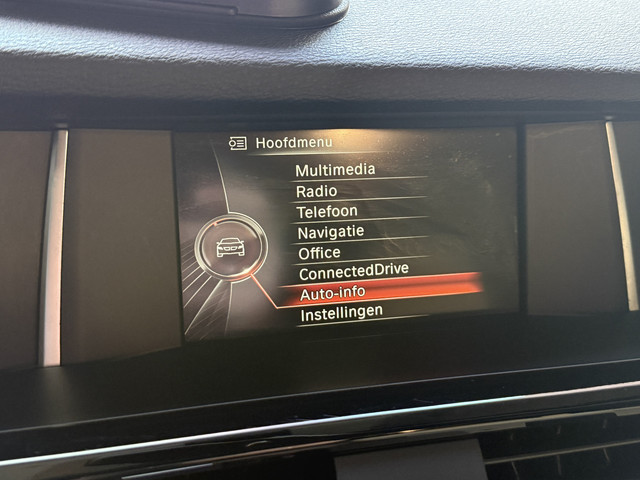 Hoofdmenu
Multimedia
Radio
Telefoon
Navigatie
Office
ConnectedDrive
Auto-info
Instellingen